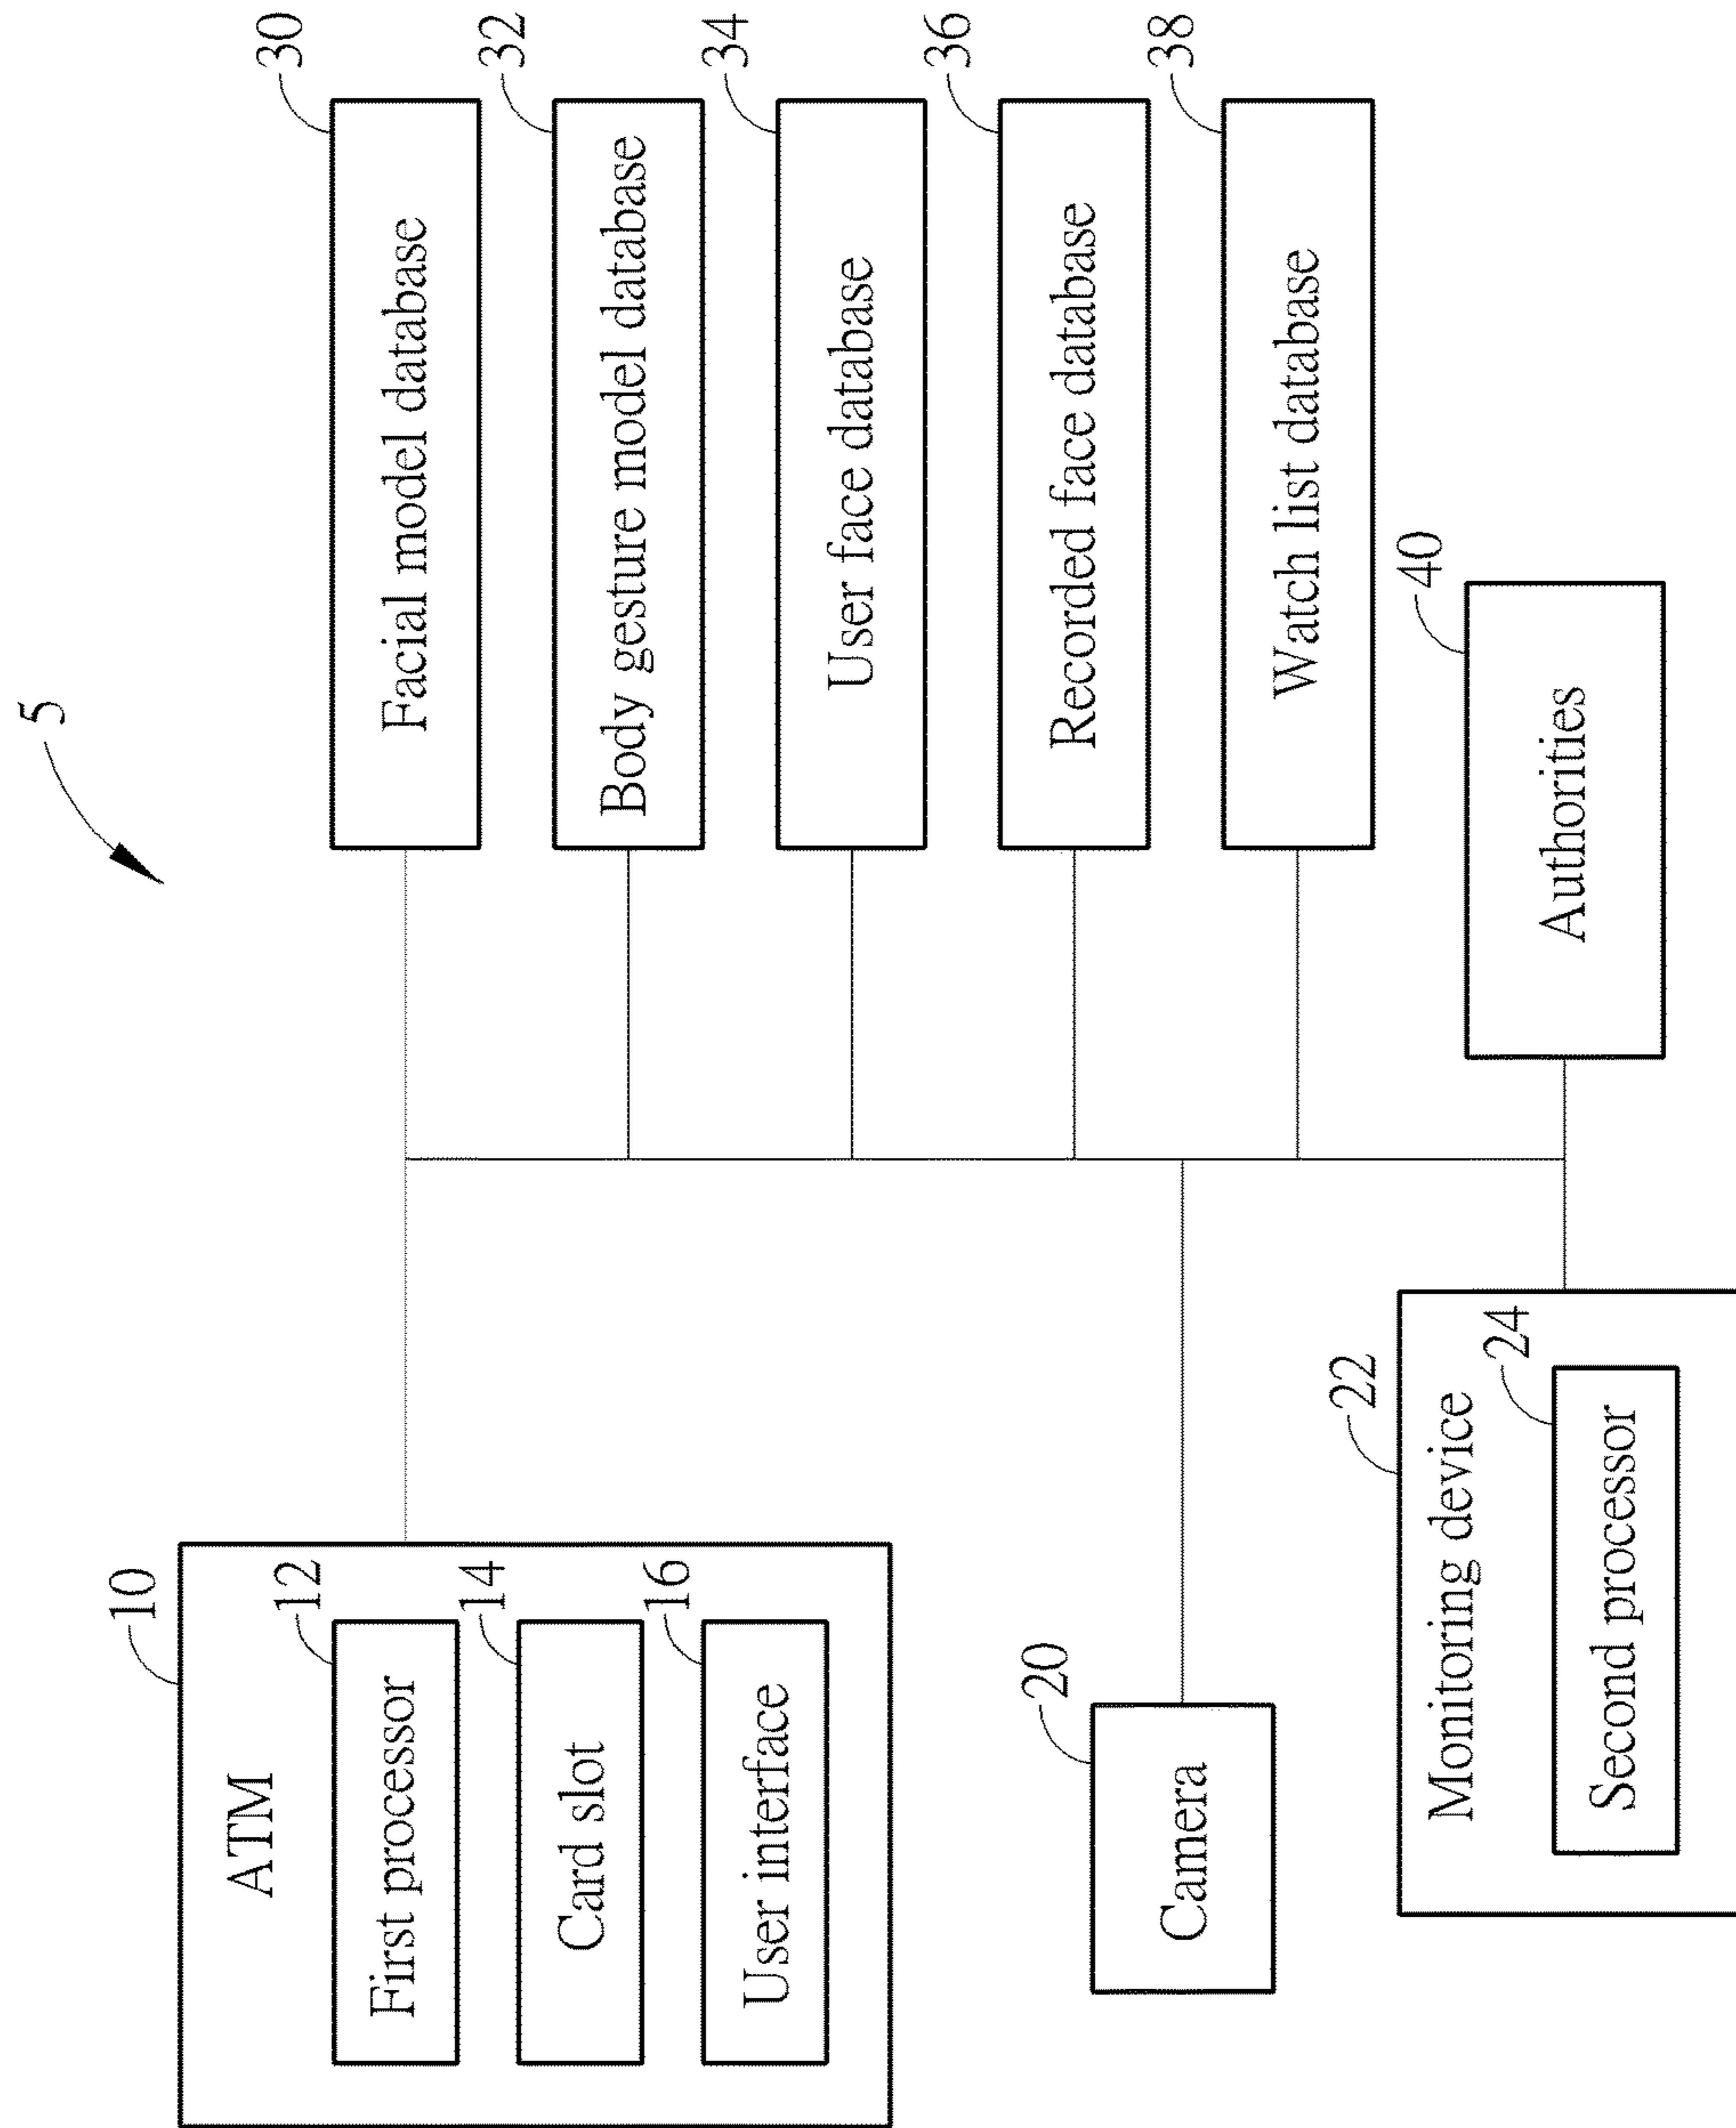 5
10
ATM
12
First processor
14
Card slot
16
User interface
20
Camera
22
Monitoring device
24
Second processor
30
Facial model database
32
Body gesture model database
34
User face database
36
Recorded face database
38
Watch list database
40
Authorities